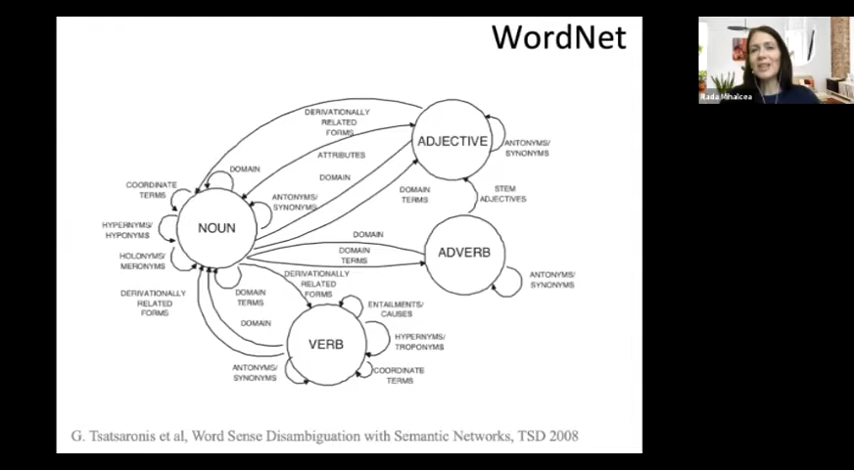 WordNet
Rada Mihalcea
DERIVATIONALLY
RELATED
FORMS
ADJECTIVE
ANTONYMS/
SYNONYMS
ATTRIBUTES
DOMAIN
COORDINATE
TERMS
ANTONYMS/
SYNONYMS
DOMAIN
DOMAIN
TERMS
STEM
ADJECTIVES
HYPERNYMS/
HYPONYMS
NOUN
HOLONYMS/
MERONYMS
DOMAIN
DOMAIN
TERMS
ADVERB
ANTONYMS/
SYNONYMS
DERIVATIONALLY
RELATED
FORMS
DERIVATIONALLY
RELATED
FORMS
DOMAIN
TERMS
ENTAILMENTS/
CAUSES
DOMAIN
VERB
HYPERNYMS/
TROPONYMS
ANTONYMS/
SYNONYMS
COORDINATE
TERMS
G. Tsatsaronis et al, Word Sense Disambiguation with Semantic Networks, TSD 2008